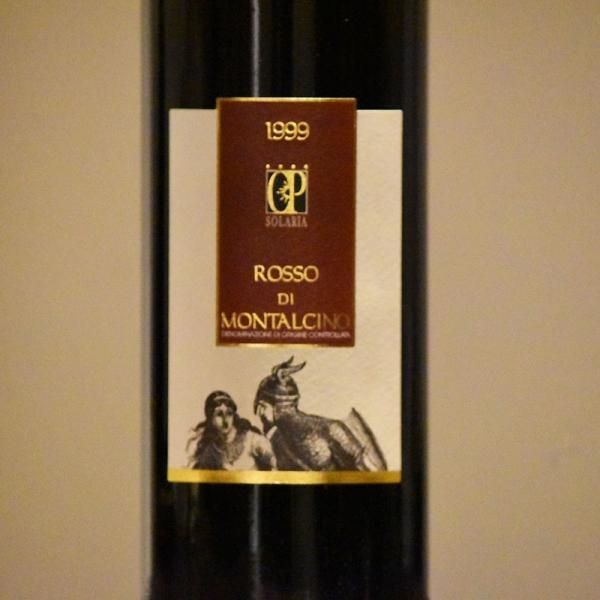 1999
CP
SOLARIA
ROSSO
DI
MONTALCINO
DENOMINAZIONE DI ORIGINE CONTROLLATA